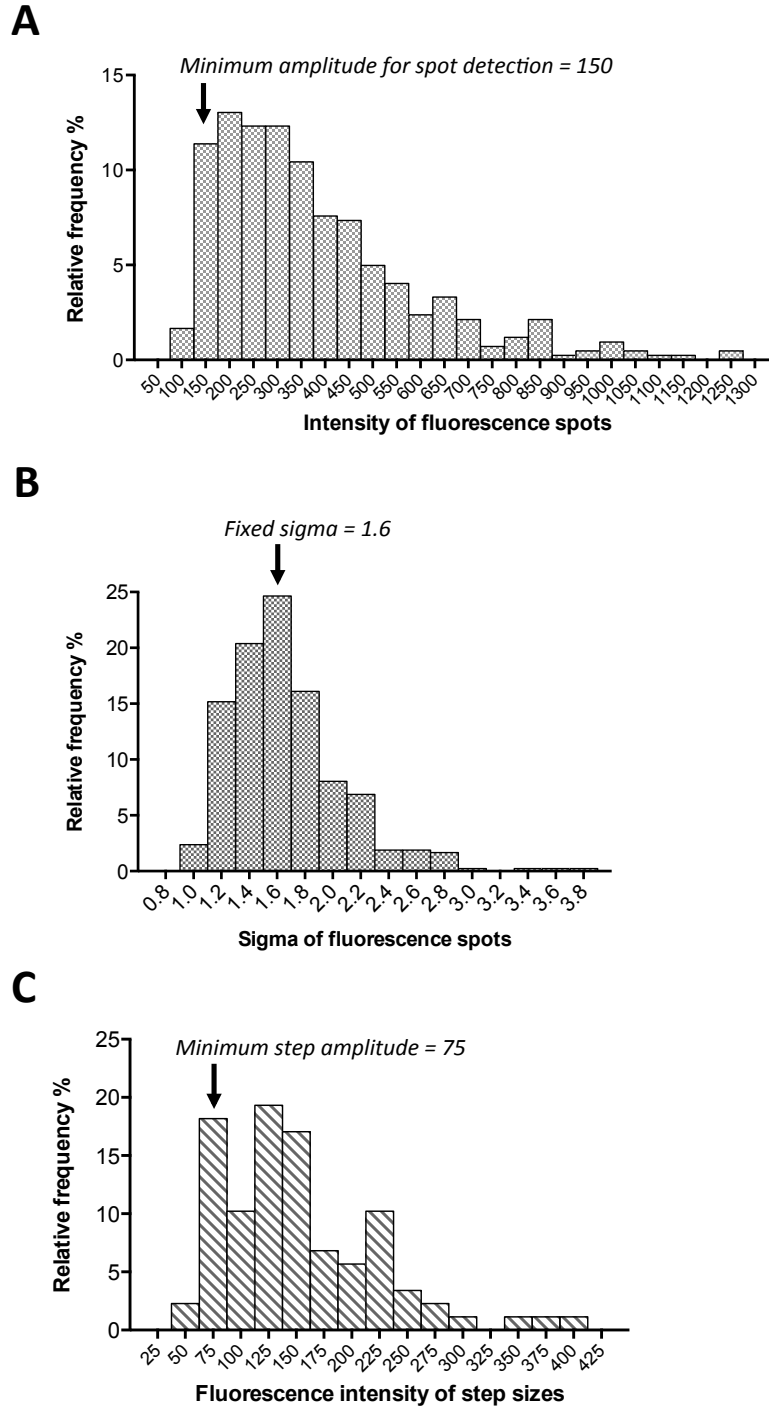 A
Minimum amplitude for spot detection = 150
15
10
5
0
Relative frequency %
50 100 150 200 250 300 350 400 450 500 550 600 650 700 750 800 850 900 950 1000 1050 1100 1150 1200 1250 1300
Intensity of fluorescence spots
B
Fixed sigma = 1.6
25
20
15
10
5
0
Relative frequency %
0.8 1.0 1.2 1.4 1.6 1.8 2.0 2.2 2.4 2.6 2.8 3.0 3.2 3.4 3.6 3.8
Sigma of fluorescence spots
C
Minimum step amplitude = 75
25
20
15
10
5
0
Relative frequency %
25 50 75 100 125 150 175 200 225 250 275 300 325 350 375 400 425
Fluorescence intensity of step sizes